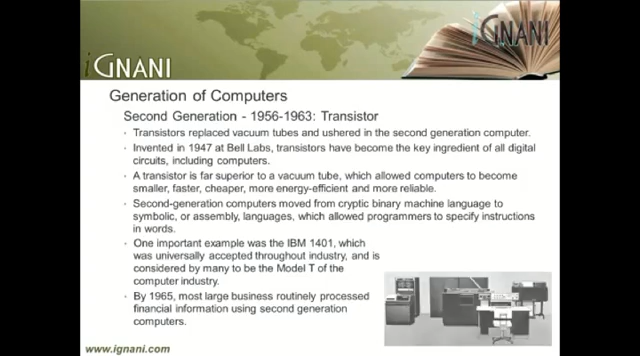 iGNANI
iGNANI
Generation of Computers
Second Generation - 1956-1963: Transistor
• Transistors replaced vacuum tubes and ushered in the second generation computer.
• Invented in 1947 at Bell Labs, transistors have become the key ingredient of all digital
circuits, including computers.
• A transistor is far superior to a vacuum tube, which allowed computers to become
smaller, faster, cheaper, more energy-efficient and more reliable.
• Second-generation computers moved from cryptic binary machine language to
symbolic, or assembly, languages, which allowed programmers to specify instructions
in words.
• One important example was the IBM 1401, which
was universally accepted throughout industry, and is
considered by many to be the Model T of the
computer industry.
• By 1965, most large business routinely processed
financial information using second generation
computers.
www.ignani.com